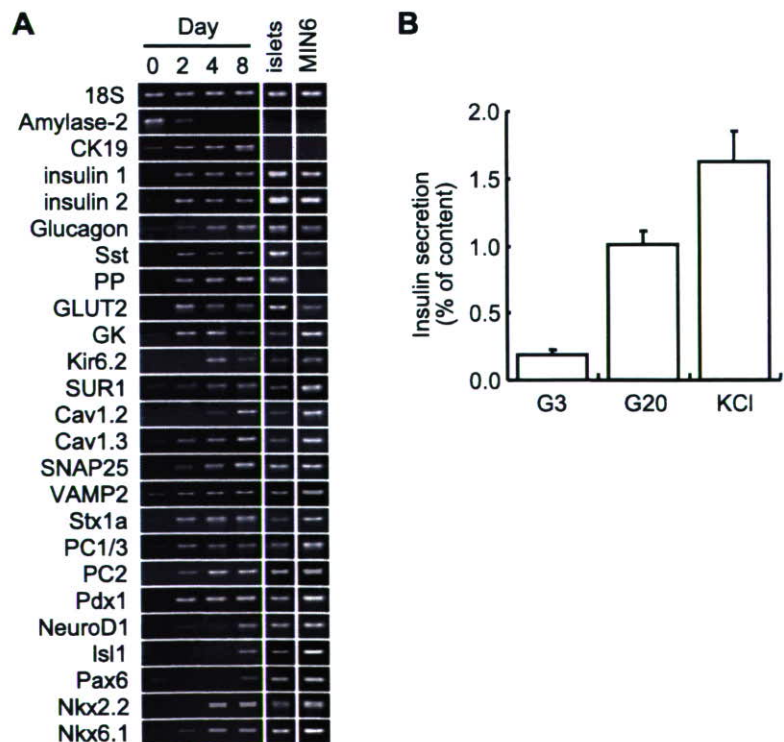 A
Day
0 2 4 8 islets MIN6
18S
Amylase-2
CK19
insulin 1
insulin 2
Glucagon
Sst
PP
GLUT2
GK
Kir6.2
SUR1
Cav1.2
Cav1.3
SNAP25
VAMP2
Stx1a
PC1/3
PC2
Pdx1
NeuroD1
Isl1
Pax6
Nkx2.2
Nkx6.1
B
Insulin secretion
(% of content)
2.0
1.5
1.0
0.5
0.0
G3 G20 KCl